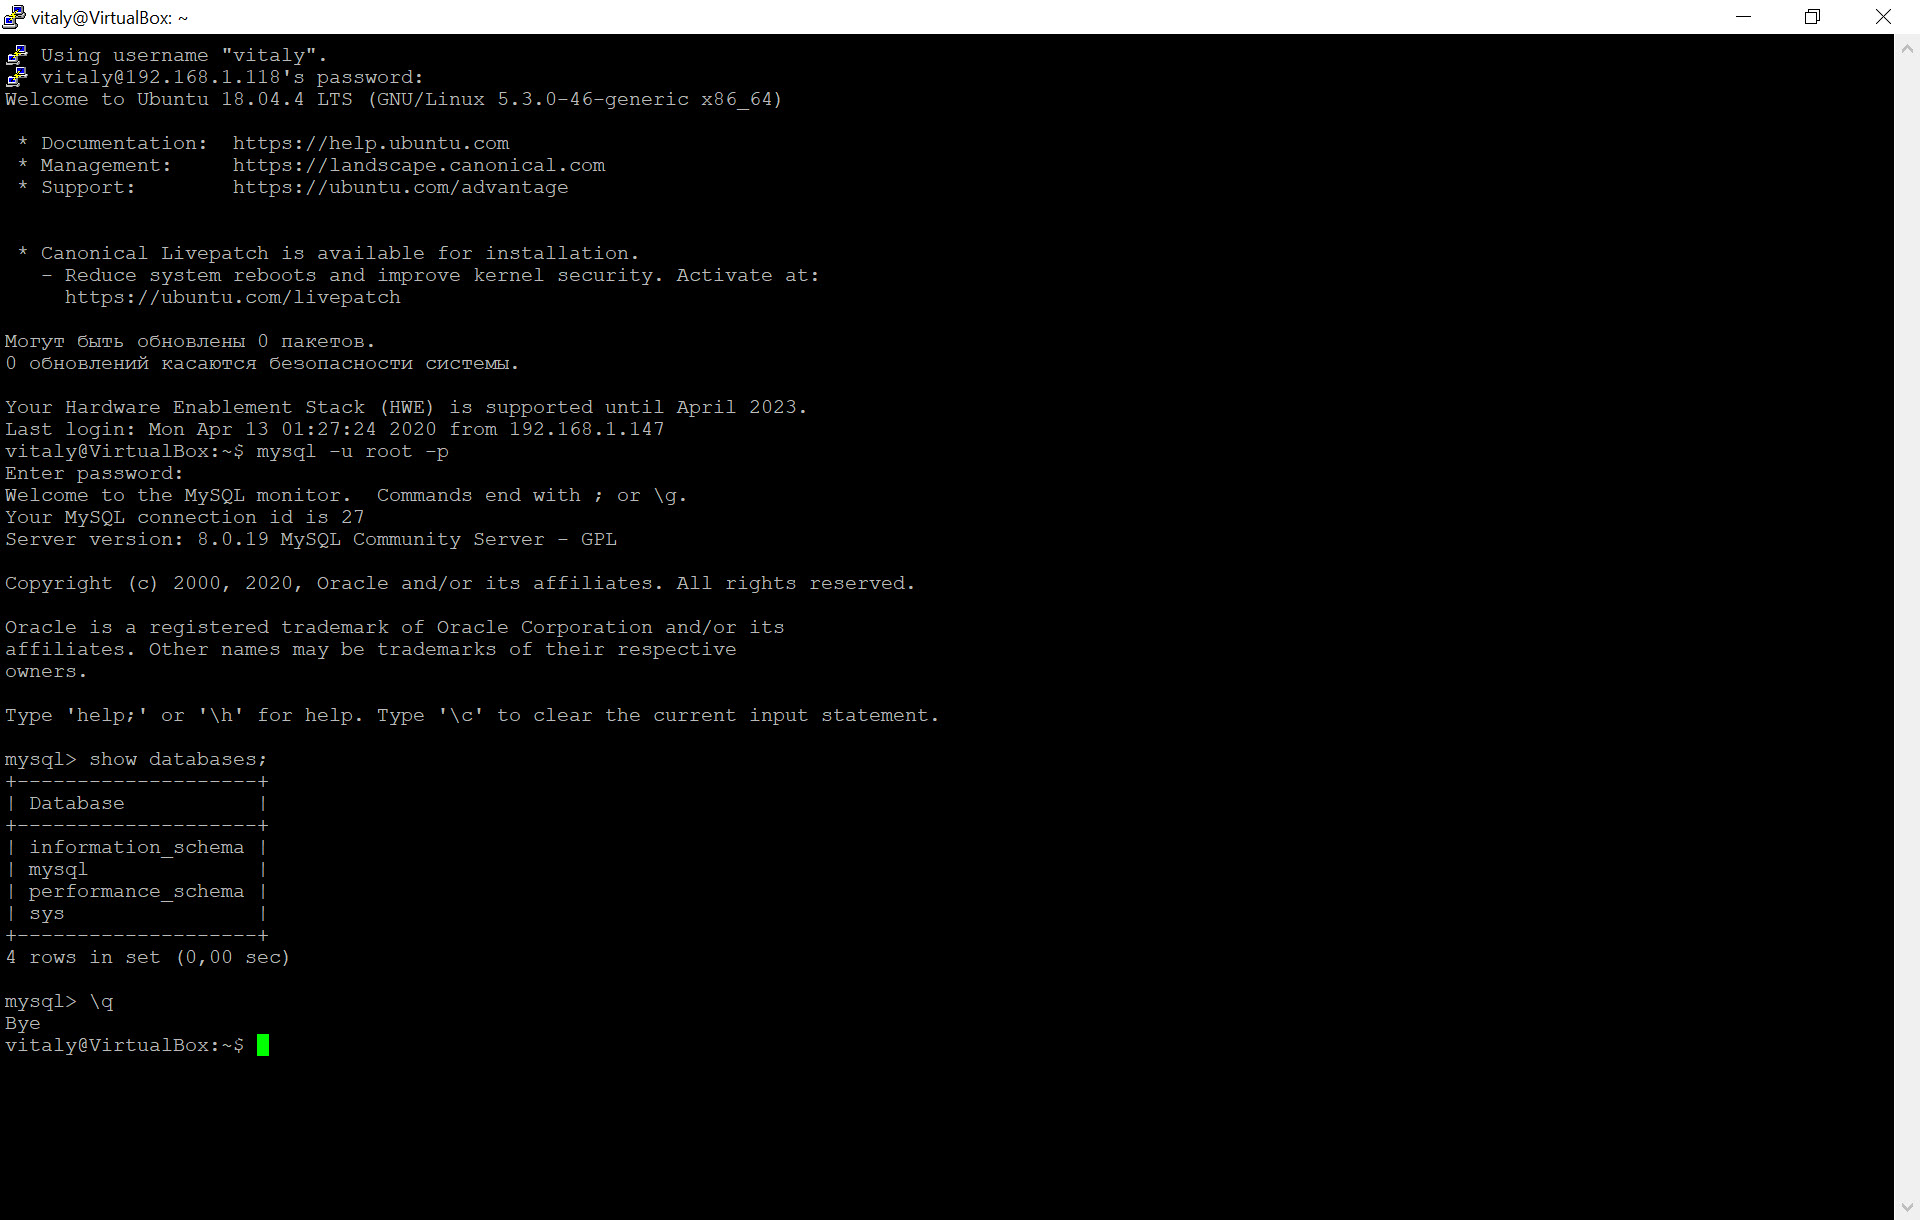 vitaly@VirtualBox: ~
Using username "vitaly".
vitaly@192.168.1.118's password:
Welcome to Ubuntu 18.04.4 LTS (GNU/Linux 5.3.0-46-generic x86_64)

 * Documentation:  https://help.ubuntu.com
 * Management:     https://landscape.canonical.com
 * Support:        https://ubuntu.com/advantage


 * Canonical Livepatch is available for installation.
   - Reduce system reboots and improve kernel security. Activate at:
     https://ubuntu.com/livepatch

Могут быть обновлены 0 пакетов.
0 обновлений касаются безопасности системы.

Your Hardware Enablement Stack (HWE) is supported until April 2023.
Last login: Mon Apr 13 01:27:24 2020 from 192.168.1.147
vitaly@VirtualBox:~$ mysql -u root -p
Enter password:
Welcome to the MySQL monitor.  Commands end with ; or \g.
Your MySQL connection id is 27
Server version: 8.0.19 MySQL Community Server - GPL

Copyright (c) 2000, 2020, Oracle and/or its affiliates. All rights reserved.

Oracle is a registered trademark of Oracle Corporation and/or its
affiliates. Other names may be trademarks of their respective
owners.

Type 'help;' or '\h' for help. Type '\c' to clear the current input statement.

mysql> show databases;
+--------------------+
| Database           |
+--------------------+
| information_schema |
| mysql              |
| performance_schema |
| sys                |
+--------------------+
4 rows in set (0,00 sec)

mysql> \q
Bye
vitaly@VirtualBox:~$